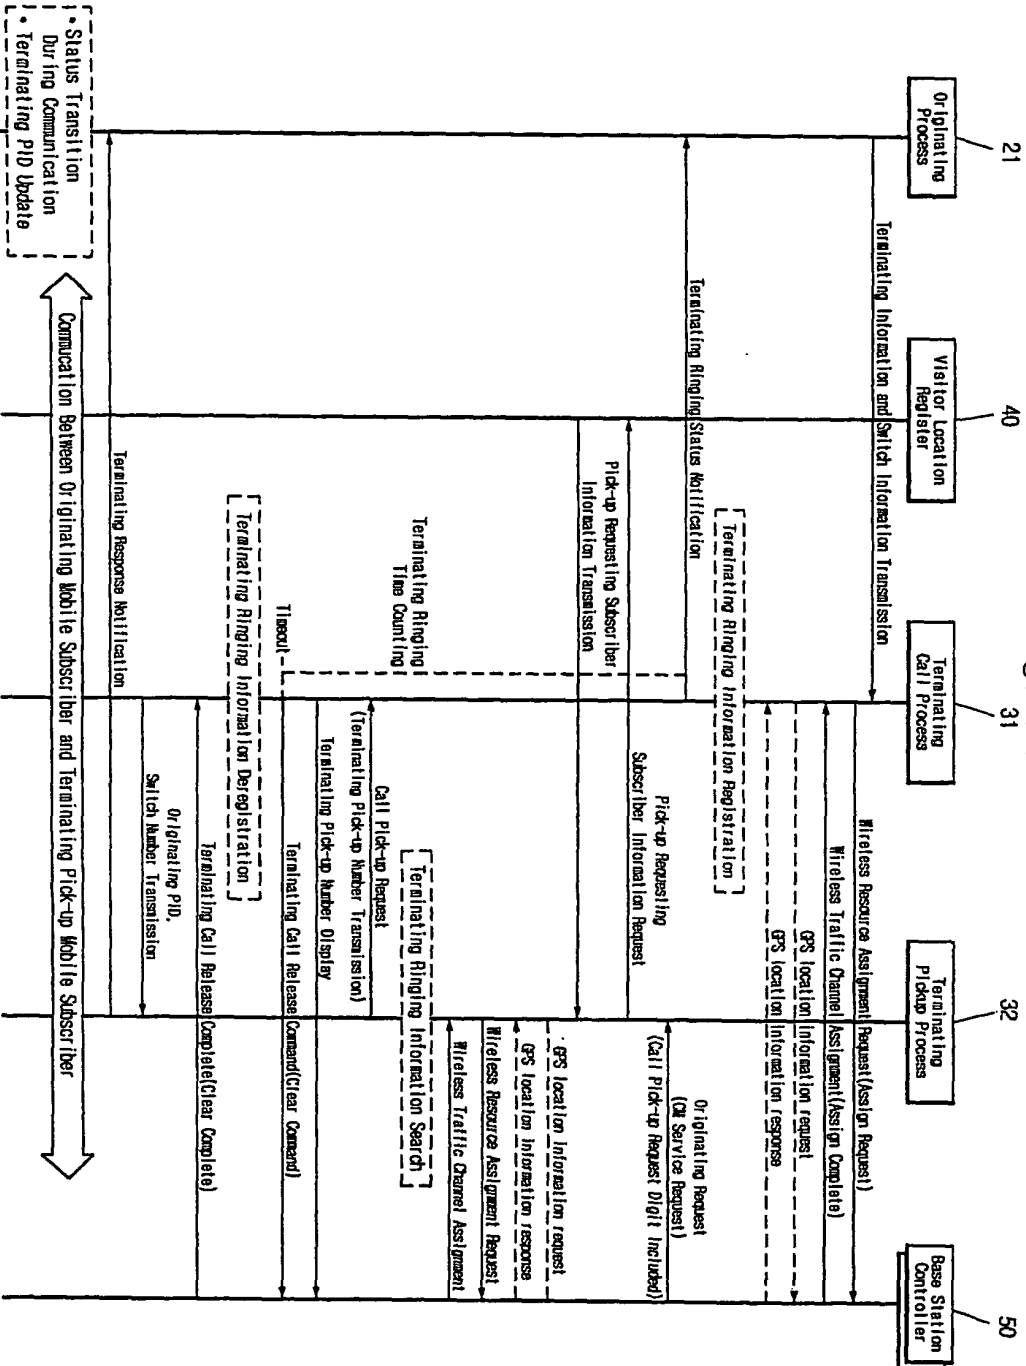 21
Originating
Process
40
Visitor Location
Register
31
Terminating
Call Process
32
Terminating
Pickup Process
50
Base Station
Controller
Terminating Information and Switch Information Transmission
Wireless Resource Assignment Request(Assign Request)
Wireless Traffic Channel Assignment(Assign Complete)
GPS location information request
GPS location information response
Terminating Ringing Information Registration
Terminating Ringing Status Notification
Originating Request
(CM Service Request)
(Call Pick-up Request Digit Included)
Pick-up Requesting
Subscriber Information Request
Pick-up Requesting Subscriber
Information Transmission
GPS location information request
GPS location information response
Wireless Resource Assignment Request
Wireless Traffic Channel Assignment
Terminating Ringing Information Search
Terminating Ringing
Time Counting
Call Pick-up Request
(Terminating Pick-up Number Transmission)
Terminating Pick-up Number Display
Timeout
Terminating Call Release Command(Clear Command)
Terminating Ringing Information Deregistration
Terminating Call Release Complete(Clear Complete)
Originating PID,
Switch Number Transmission
Terminating Response Notification
Commucation Between Originating Mobile Subscriber and Terminating Pick-up Mobile Subscriber
• Status Transition
During Communication
• Terminating PID Update